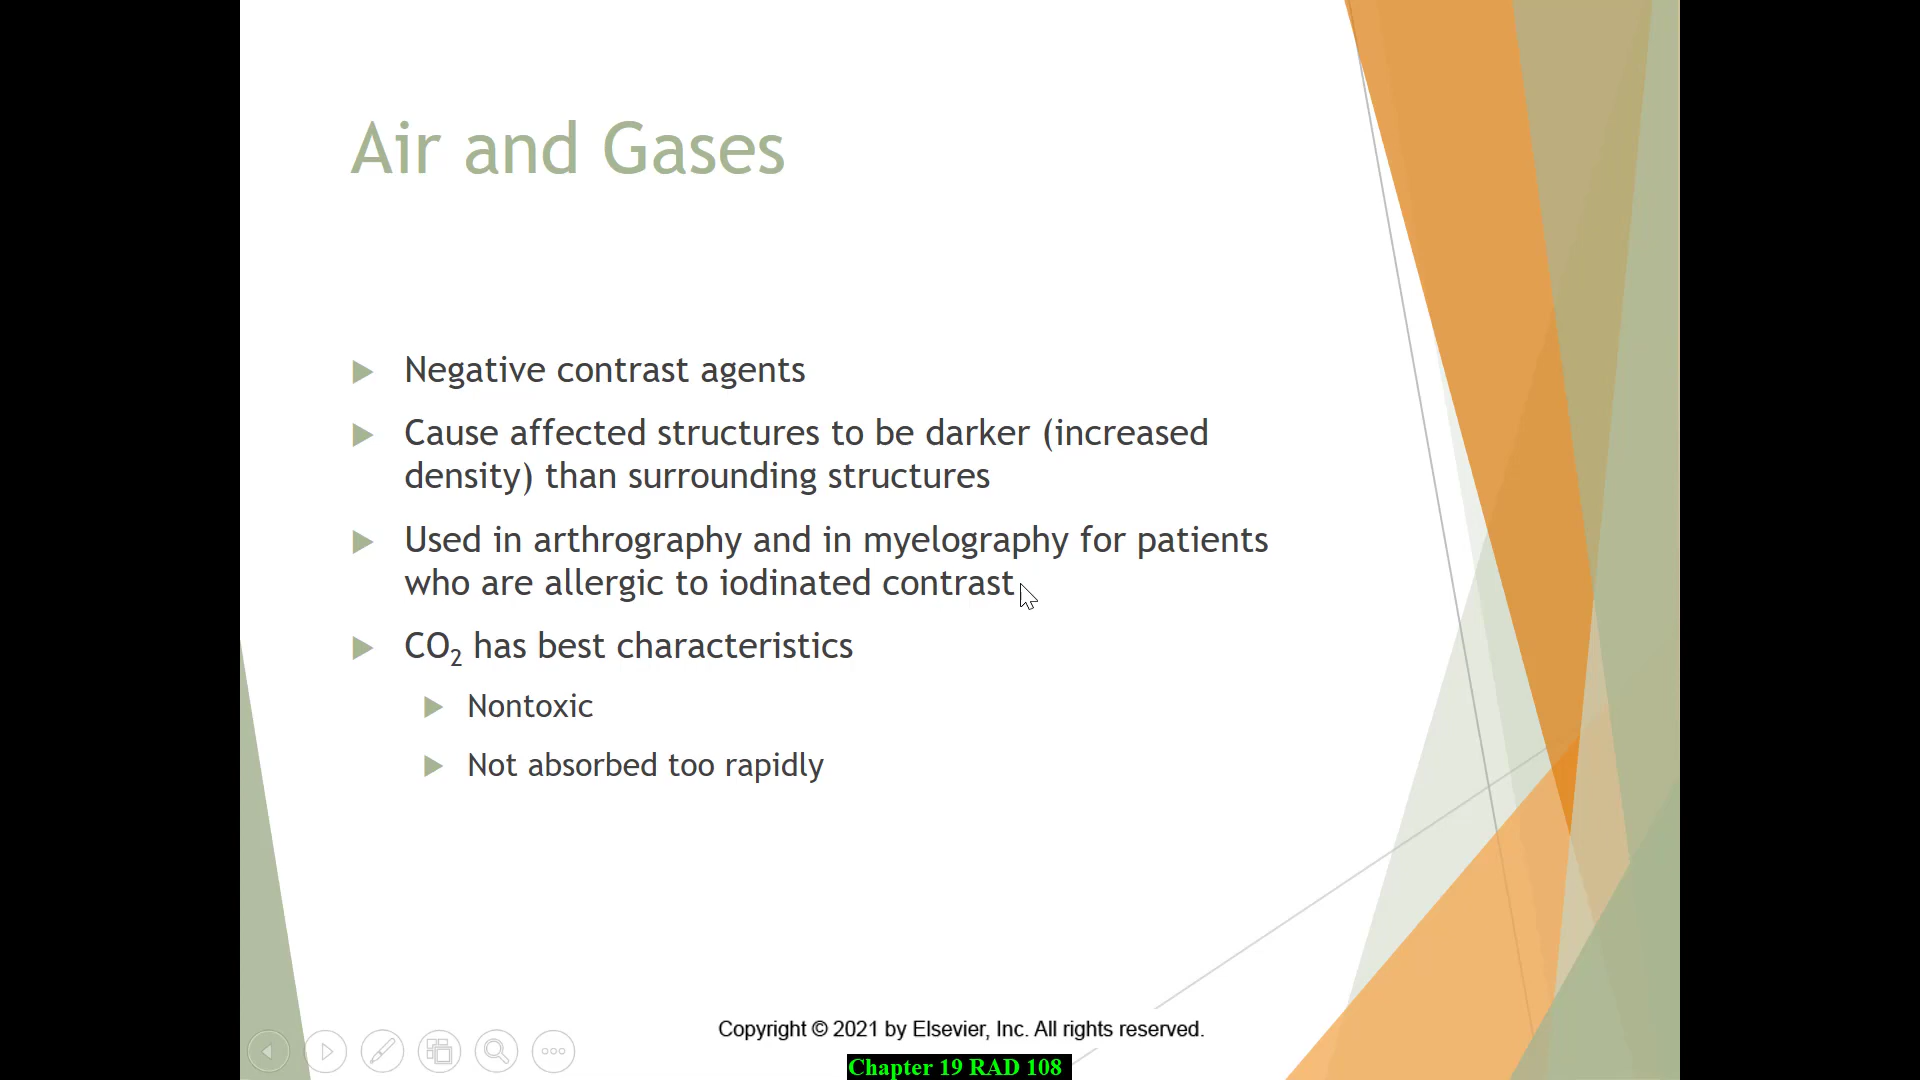 Air and Gases
Negative contrast agents
Cause affected structures to be darker (increased
density) than surrounding structures
Used in arthrography and in myelography for patients
who are allergic to iodinated contrast
CO₂ has best characteristics
Nontoxic
Not absorbed too rapidly
Copyright © 2021 by Elsevier, Inc. All rights reserved.
Chapter 19 RAD 108